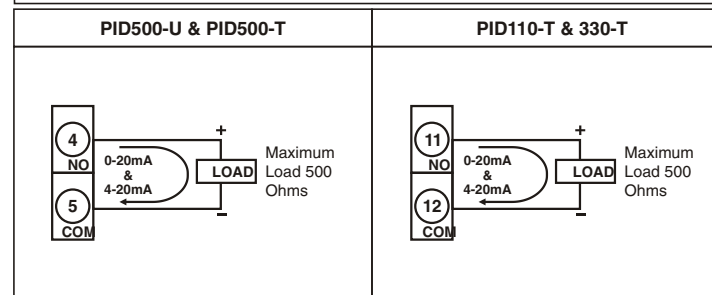 PID500-U & PID500-T
PID110-T & 330-T
4
NO
5
COM
0-20mA
&
4-20mA
+
LOAD
–
Maximum
Load 500
Ohms
11
NO
12
COM
0-20mA
&
4-20mA
+
LOAD
–
Maximum
Load 500
Ohms